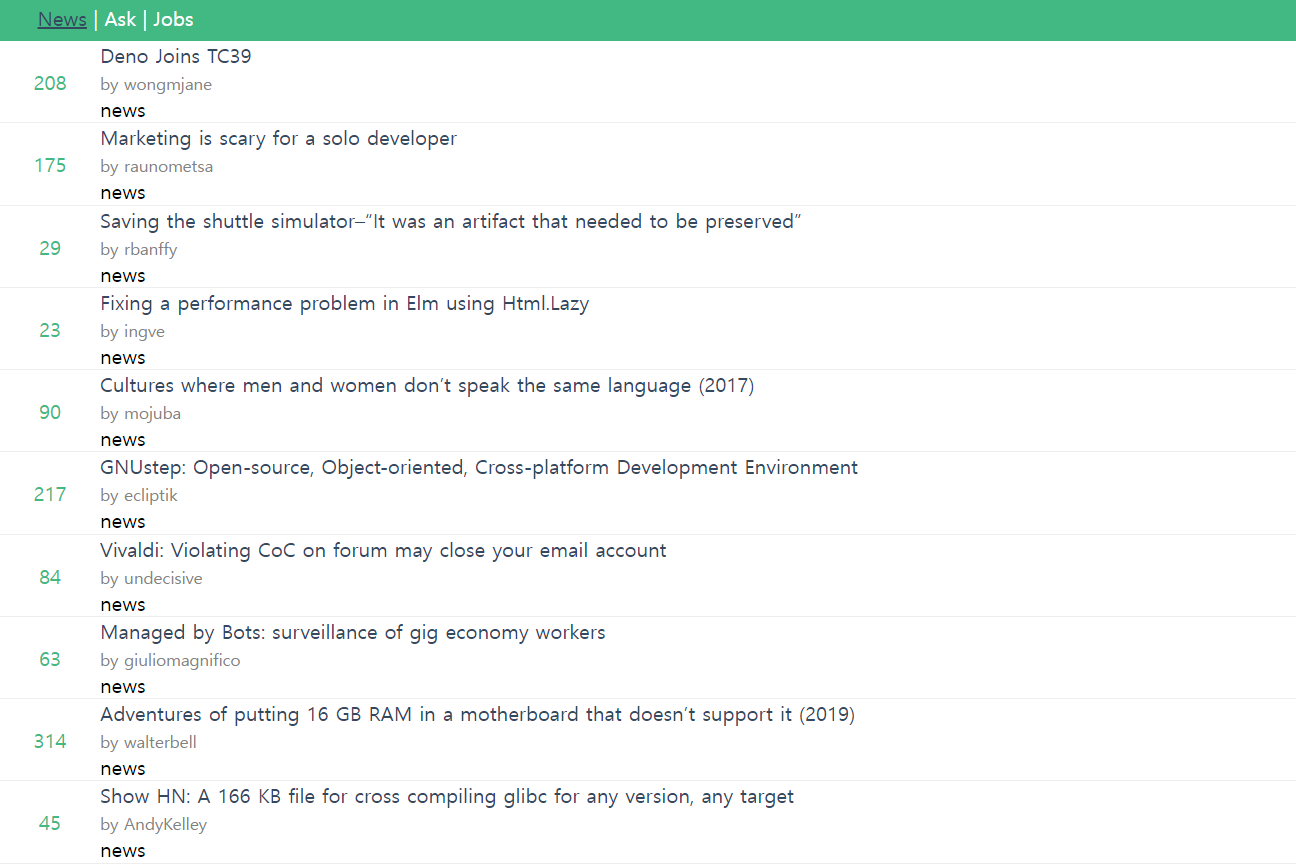 News | Ask | Jobs
Deno Joins TC39
208
by wongmjane
news
Marketing is scary for a solo developer
175
by raunometsa
news
Saving the shuttle simulator–“It was an artifact that needed to be preserved”
29
by rbanffy
news
Fixing a performance problem in Elm using Html.Lazy
23
by ingve
news
Cultures where men and women don’t speak the same language (2017)
90
by mojuba
news
GNUstep: Open-source, Object-oriented, Cross-platform Development Environment
217
by ecliptik
news
Vivaldi: Violating CoC on forum may close your email account
84
by undecisive
news
Managed by Bots: surveillance of gig economy workers
63
by giuliomagnifico
news
Adventures of putting 16 GB RAM in a motherboard that doesn’t support it (2019)
314
by walterbell
news
Show HN: A 166 KB file for cross compiling glibc for any version, any target
45
by AndyKelley
news